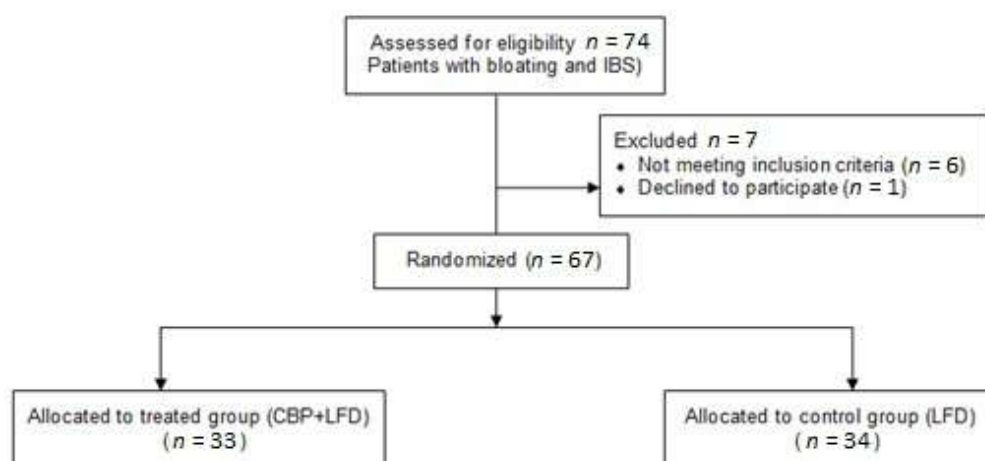 Assessed for eligibility n = 74
Patients with bloating and IBS)
Excluded n = 7
♦ Not meeting inclusion criteria (n = 6)
♦ Declined to participate (n = 1)
Randomized (n = 67)
Allocated to treated group (CBP+LFD)
(n = 33)
Allocated to control group (LFD)
(n = 34)